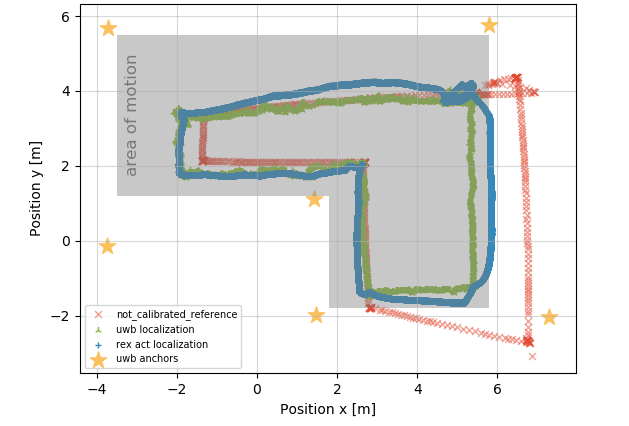 6
4
2
0
−2
Position y [m]
area of motion
not_calibrated_reference
uwb localization
rex act localization
uwb anchors
−4 −2 0 2 4 6
Position x [m]